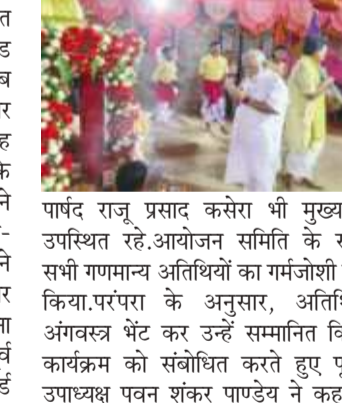 त
ड
ब
र
ह
के
ने
-
ने
र
सा
र्व
र्ड
पार्षद राजू प्रसाद कसेरा भी मुख्य
उपस्थित रहे.आयोजन समिति के स
सभी गणमान्य अतिथियों का गर्मजोशी
किया.परंपरा के अनुसार, अतिथि
अंगवस्त्र भेंट कर उन्हें सम्मानित कि
कार्यक्रम को संबोधित करते हुए पू
उपाध्यक्ष पवन शंकर पाण्डेय ने कह